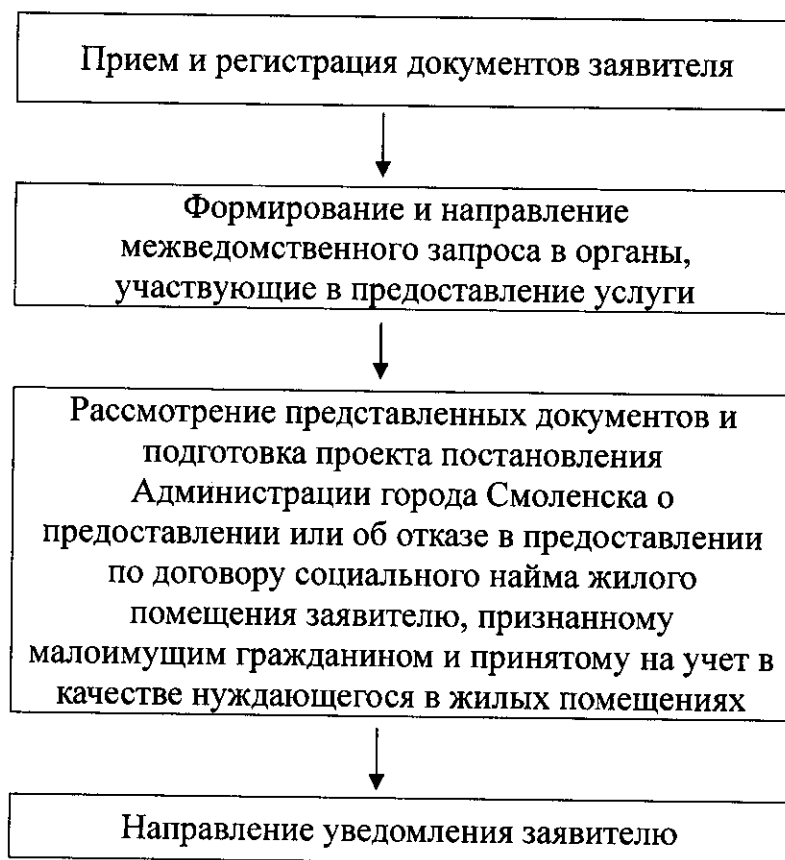 Прием и регистрация документов заявителя
Формирование и направление
межведомственного запроса в органы,
участвующие в предоставление услуги
Рассмотрение представленных документов и
подготовка проекта постановления
Администрации города Смоленска о
предоставлении или об отказе в предоставлении
по договору социального найма жилого
помещения заявителю, признанному
малоимущим гражданином и принятому на учет в
качестве нуждающегося в жилых помещениях
Направление уведомления заявителю